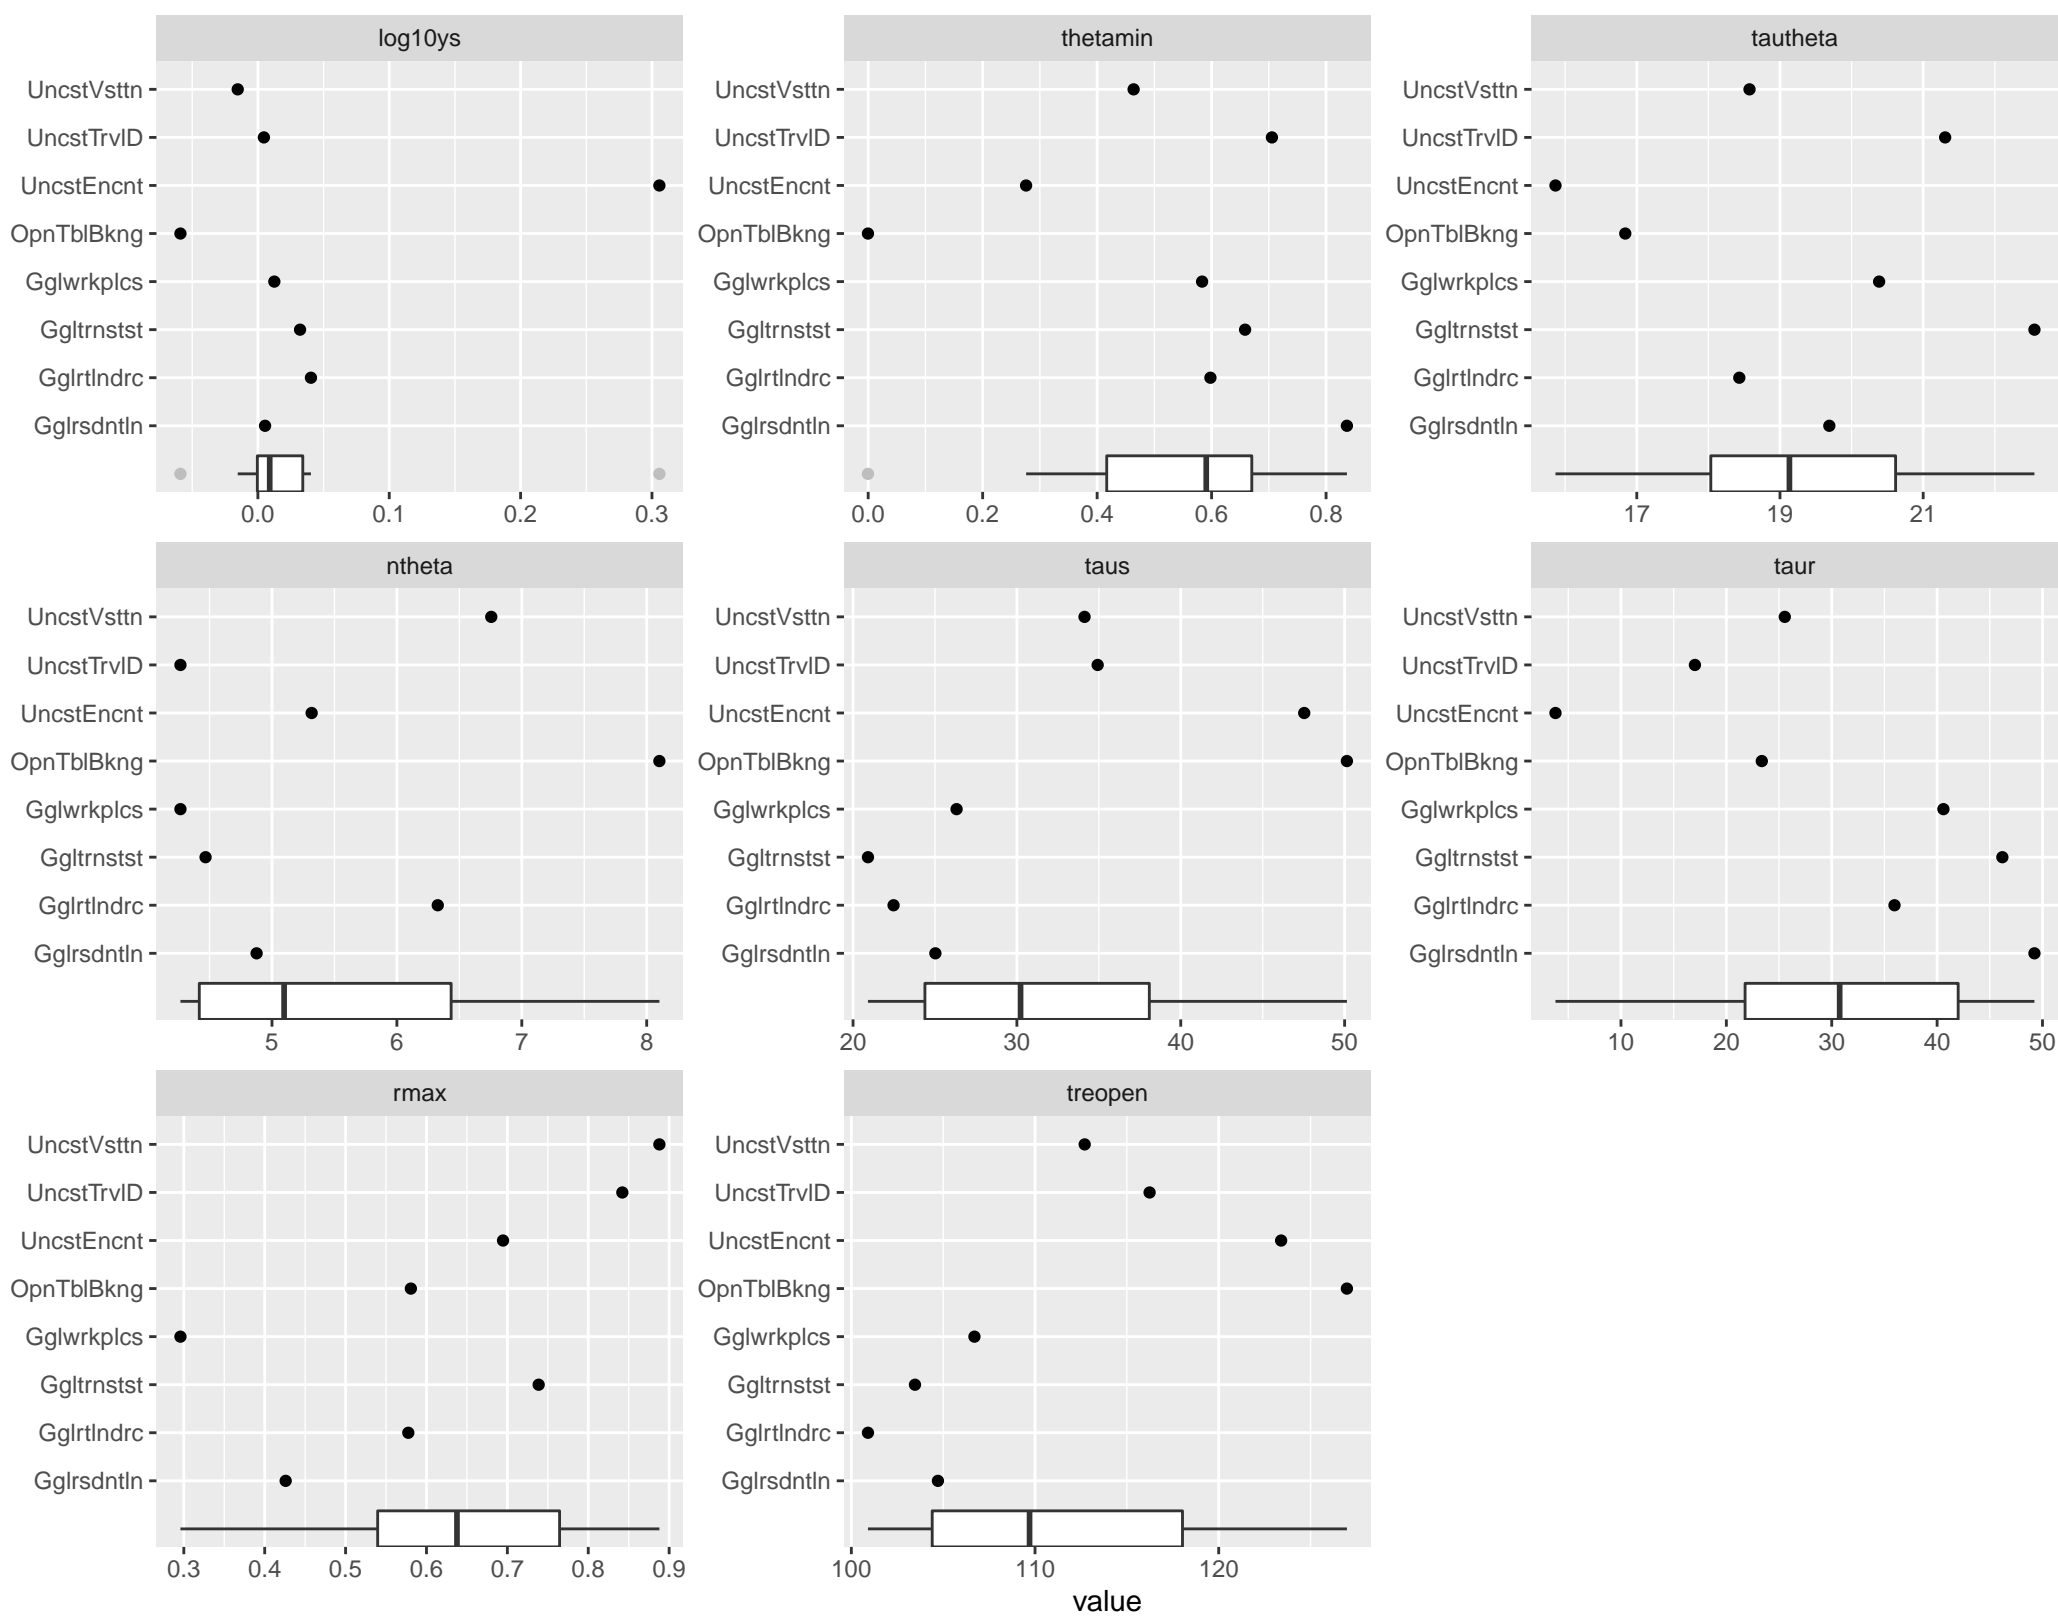 log10ys thetamin tautheta
UncstVsttn UncstVsttn UncstVsttn
UncstTrvlD UncstTrvlD UncstTrvlD
UncstEncnt UncstEncnt UncstEncnt
OpnTblBkng OpnTblBkng OpnTblBkng
Gglwrkplcs Gglwrkplcs Gglwrkplcs
Ggltrnstst Ggltrnstst Ggltrnstst
Gglrtlndrc Gglrtlndrc Gglrtlndrc
Gglrsdntln Gglrsdntln Gglrsdntln
0.0 0.1 0.2 0.3 0.0 0.2 0.4 0.6 0.8 17 19 21
ntheta taus taur
UncstVsttn UncstVsttn UncstVsttn
UncstTrvlD UncstTrvlD UncstTrvlD
UncstEncnt UncstEncnt UncstEncnt
OpnTblBkng OpnTblBkng OpnTblBkng
Gglwrkplcs Gglwrkplcs Gglwrkplcs
Ggltrnstst Ggltrnstst Ggltrnstst
Gglrtlndrc Gglrtlndrc Gglrtlndrc
Gglrsdntln Gglrsdntln Gglrsdntln
5 6 7 8 20 30 40 50 10 20 30 40 50
rmax treopen
UncstVsttn UncstVsttn
UncstTrvlD UncstTrvlD
UncstEncnt UncstEncnt
OpnTblBkng OpnTblBkng
Gglwrkplcs Gglwrkplcs
Ggltrnstst Ggltrnstst
Gglrtlndrc Gglrtlndrc
Gglrsdntln Gglrsdntln
0.3 0.4 0.5 0.6 0.7 0.8 0.9 100 110 120
value